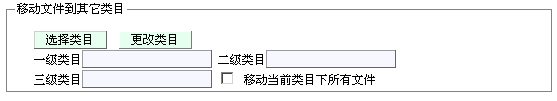 移动文件到其它类目
选择类目 更改类目
一级类目 二级类目
三级类目 移动当前类目下所有文件